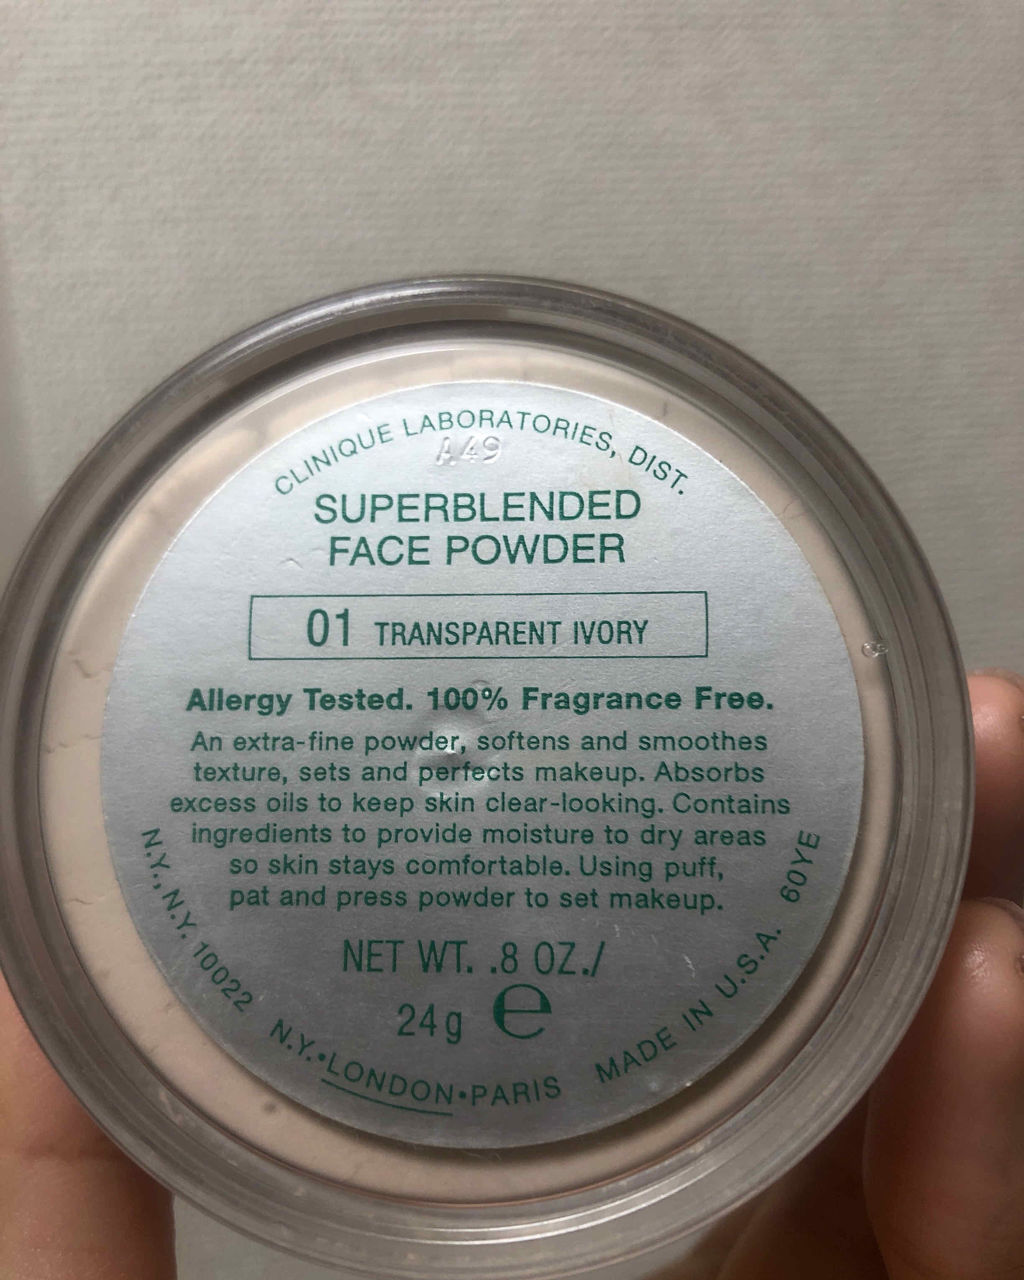 CLINIQUE LABORATORIES, DIST.
A49
SUPERBLENDED
FACE POWDER
01 TRANSPARENT IVORY
Allergy Tested. 100% Fragrance Free.
An extra-fine powder, softens and smoothes
texture, sets and perfects makeup. Absorbs
excess oils to keep skin clear-looking. Contains
ingredients to provide moisture to dry areas
so skin stays comfortable. Using puff,
pat and press powder to set makeup.
NET WT. .8 OZ./
24g e
N.Y., N.Y. 10022
N.Y.•LONDON•PARIS
MADE IN U.S.A. 60YE